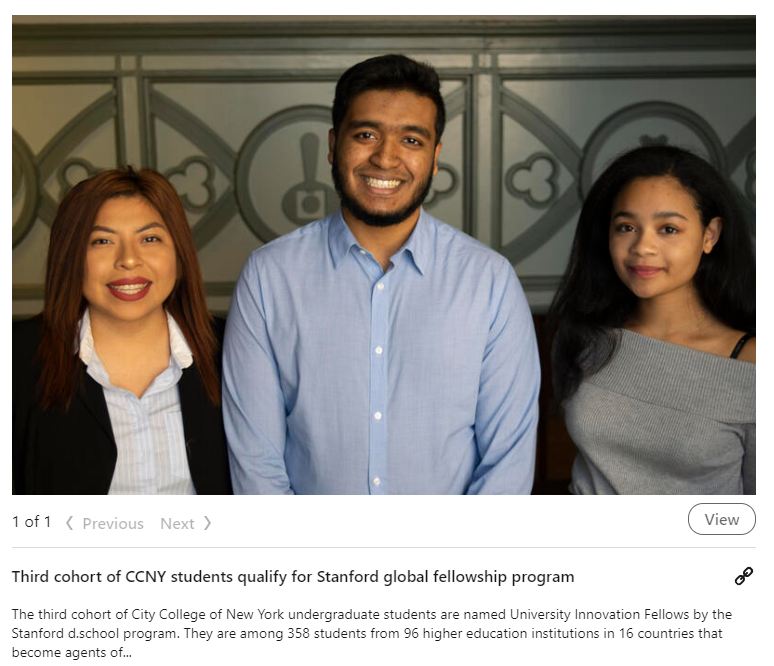 1 of 1 Previous Next View
Third cohort of CCNY students qualify for Stanford global fellowship program
The third cohort of City College of New York undergraduate students are named University Innovation Fellows by the
Stanford d.school program. They are among 358 students from 96 higher education institutions in 16 countries that
become agents of...